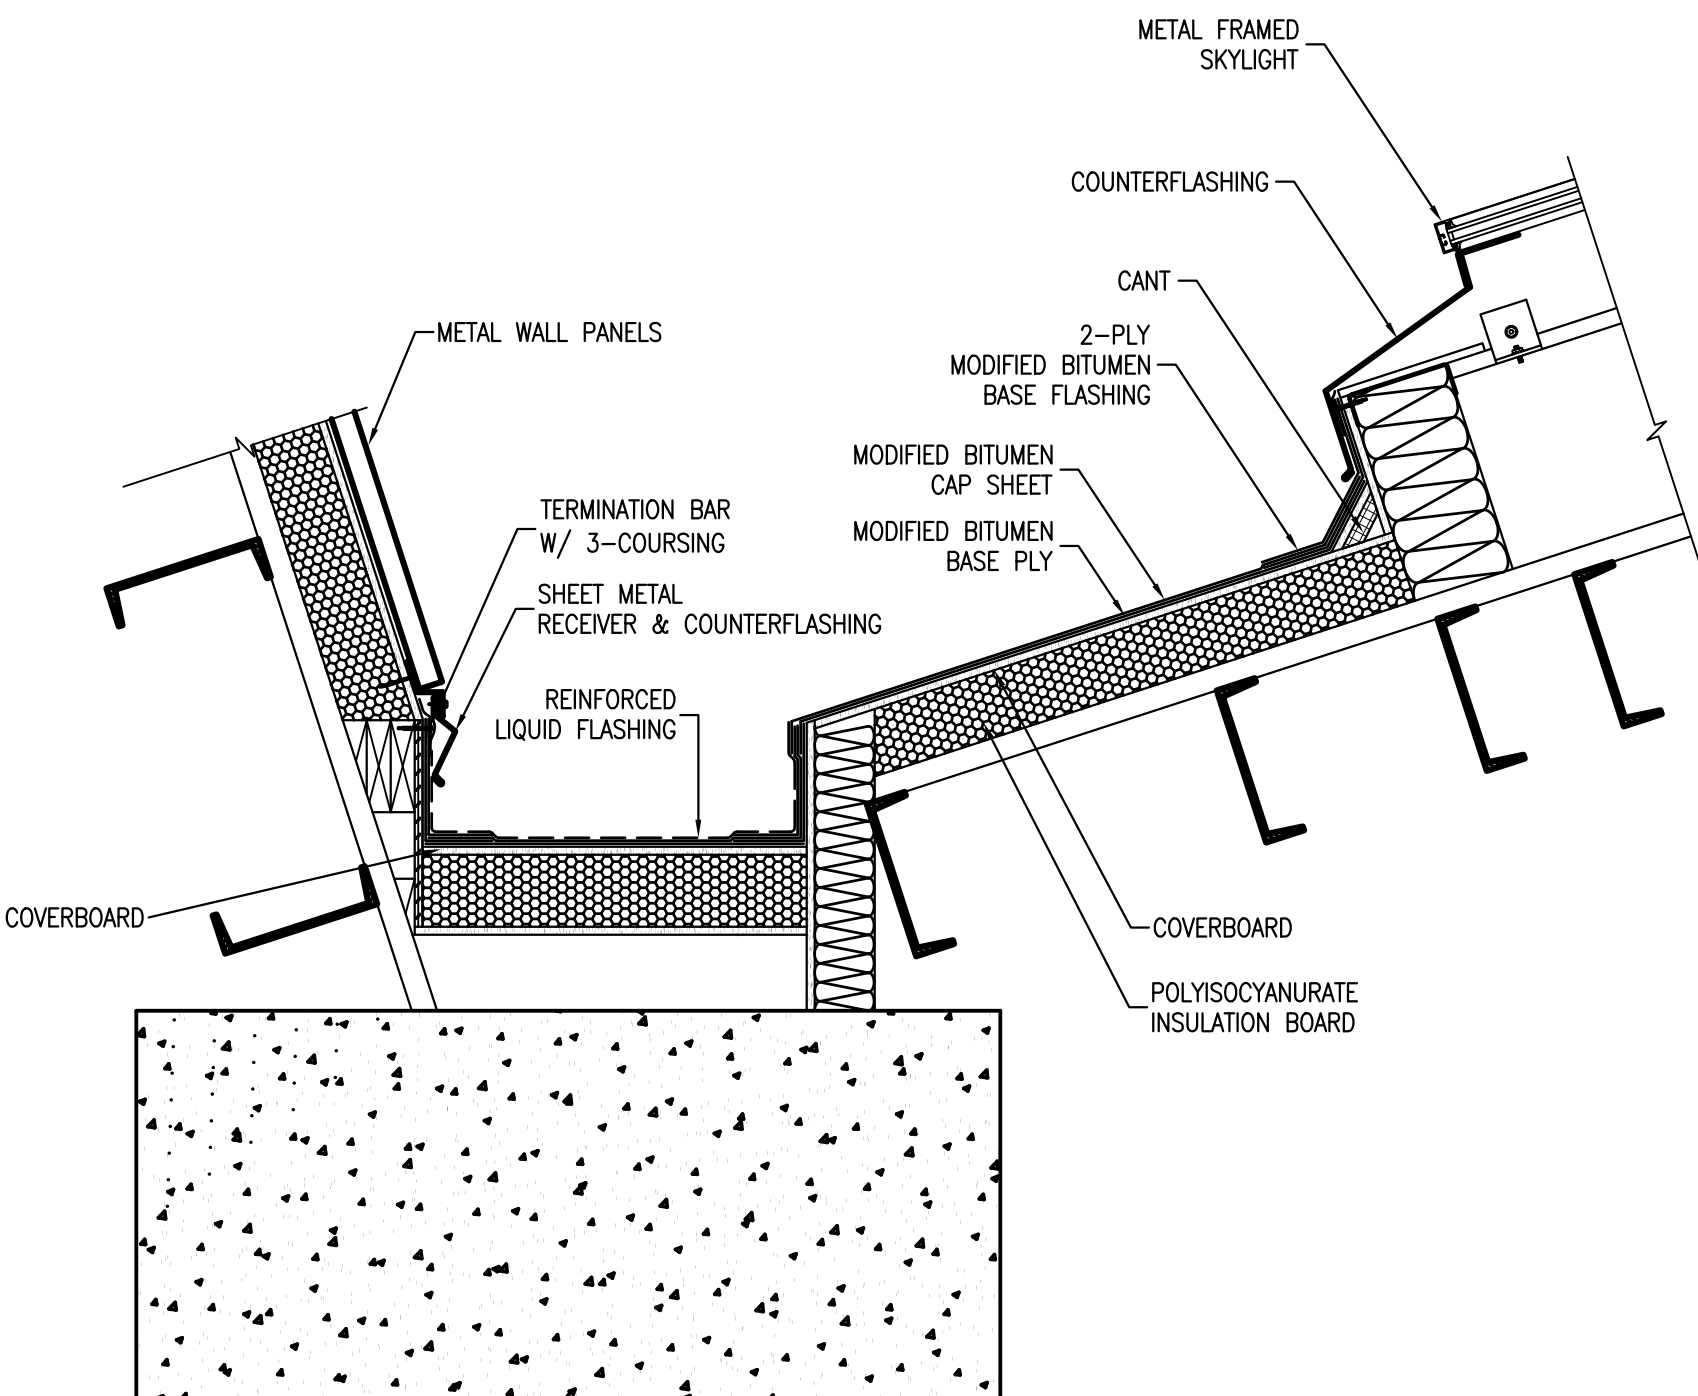 METAL FRAMED
SKYLIGHT
COUNTERFLASHING
CANT
2-PLY
MODIFIED BITUMEN
BASE FLASHING
METAL WALL PANELS
MODIFIED BITUMEN
CAP SHEET
TERMINATION BAR
W/ 3-COURSING
MODIFIED BITUMEN
BASE PLY
SHEET METAL
RECEIVER & COUNTERFLASHING
REINFORCED
LIQUID FLASHING
COVERBOARD
COVERBOARD
POLYISOCYANURATE
INSULATION BOARD